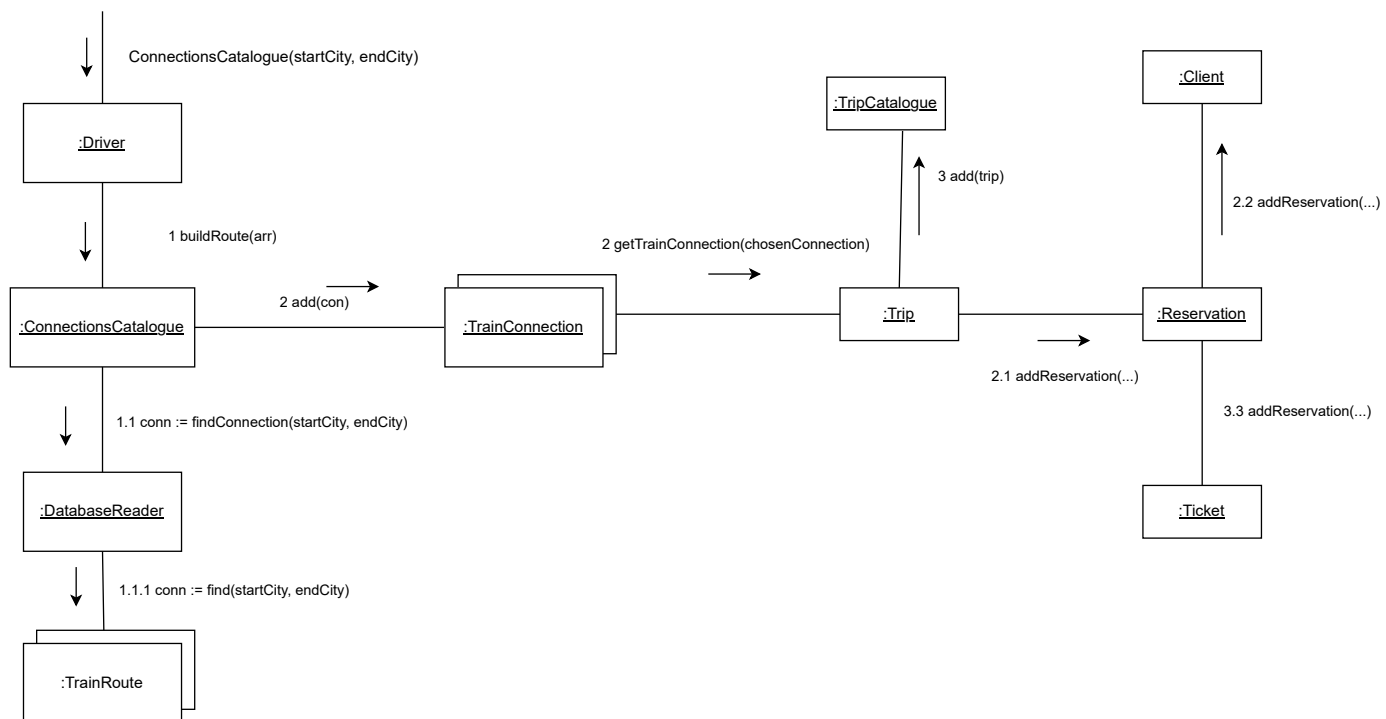 ConnectionsCatalogue(startCity, endCity)
:Client
:TripCatalogue
:Driver
3 add(trip)
2.2 addReservation(...)
1 buildRoute(arr)
2 getTrainConnection(chosenConnection)
2 add(con)
:ConnectionsCatalogue
:TrainConnection
:Trip
:Reservation
2.1 addReservation(...)
1.1 conn := findConnection(startCity, endCity)
3.3 addReservation(...)
:DatabaseReader
:Ticket
1.1.1 conn := find(startCity, endCity)
:TrainRoute